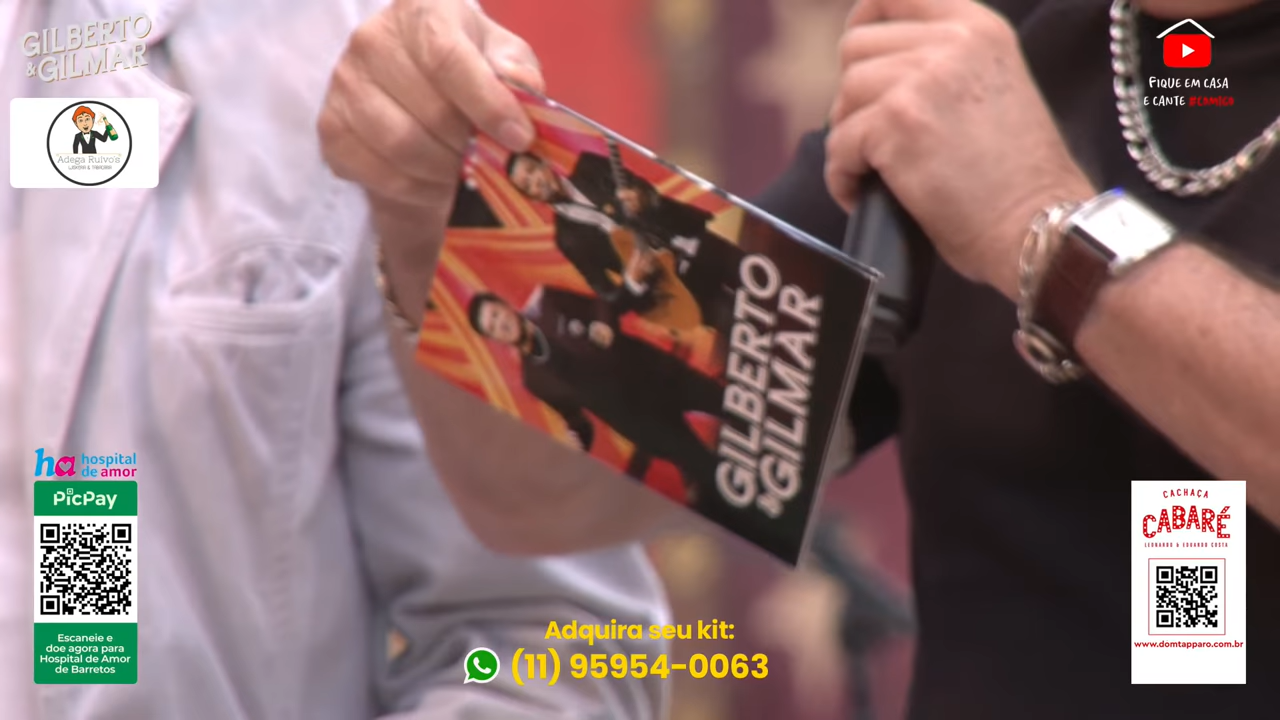 GILBERTO
&GILMAR
Adega Ruivo's
FIQUE EM CASA
E CANTE #COMIGO
GILBERTO
&GILMAR
ha hospital
de amor
PicPay
Escaneie e
doe agora para
Hospital de Amor
de Barretos
CACHAÇA
CABARÉ
LEONARDO & EDUARDO COSTA
www.domtapparo.com.br
Adquira seu kit:
(11) 95954-0063